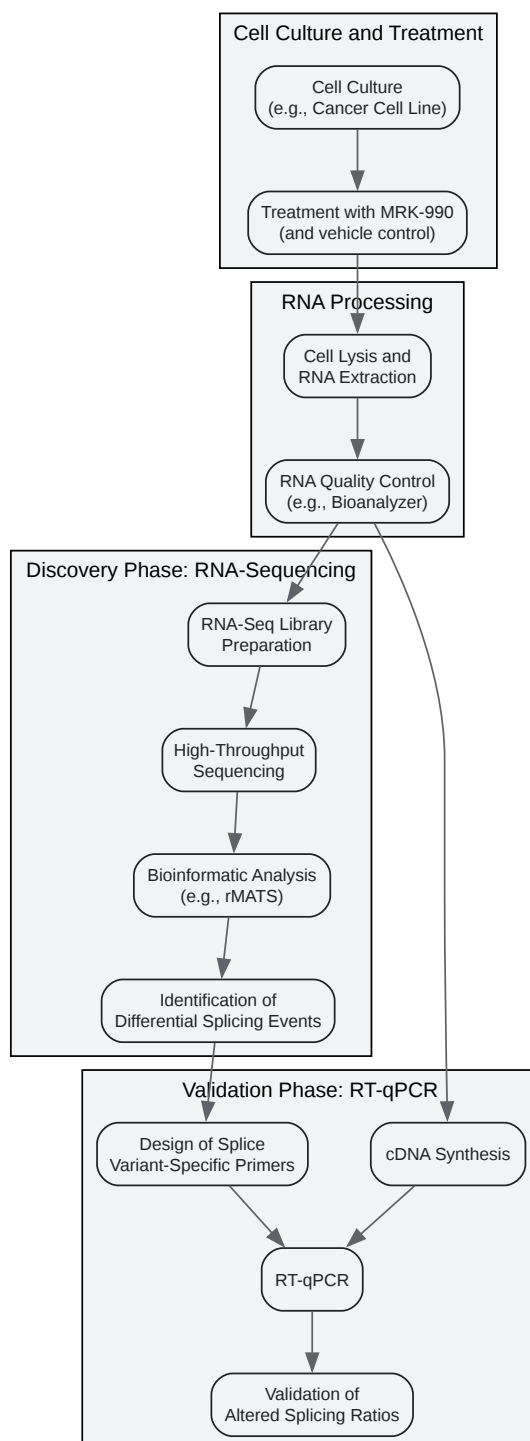 Cell Culture and Treatment
Cell Culture
(e.g., Cancer Cell Line)
Treatment with MRK-990
(and vehicle control)
RNA Processing
Cell Lysis and
RNA Extraction
RNA Quality Control
(e.g., Bioanalyzer)
Discovery Phase: RNA-Sequencing
RNA-Seq Library
Preparation
High-Throughput
Sequencing
Bioinformatic Analysis
(e.g., rMATS)
Identification of
Differential Splicing Events
Validation Phase: RT-qPCR
Design of Splice
Variant-Specific Primers
cDNA Synthesis
RT-qPCR
Validation of
Altered Splicing Ratios